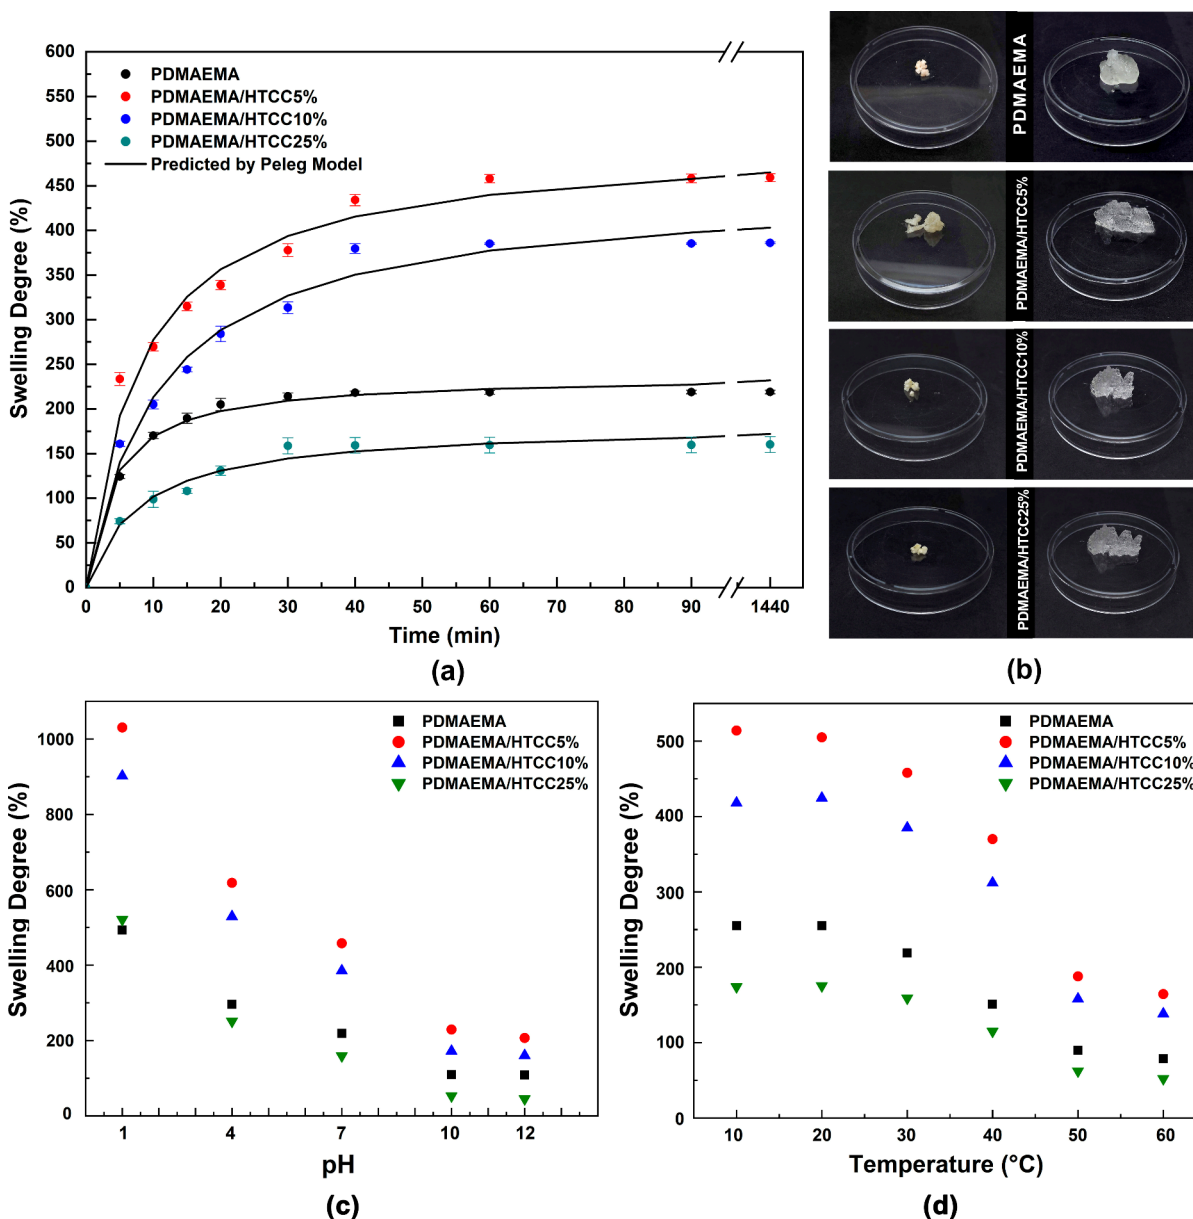 600
550
500
450
400
350
300
250
200
150
100
50
0
Swelling Degree (%)
PDMAEMA
PDMAEMA/HTCC5%
PDMAEMA/HTCC10%
PDMAEMA/HTCC25%
Predicted by Peleg Model
0 10 20 30 40 50 60 70 80 90 1440
Time (min)
(a)
PDMAEMA
PDMAEMA/HTCC5%
PDMAEMA/HTCC10%
PDMAEMA/HTCC25%
(b)
1000
800
600
400
200
0
Swelling Degree (%)
PDMAEMA
PDMAEMA/HTCC5%
PDMAEMA/HTCC10%
PDMAEMA/HTCC25%
1 4 7 10 12
pH
(c)
500
400
300
200
100
0
Swelling Degree (%)
PDMAEMA
PDMAEMA/HTCC5%
PDMAEMA/HTCC10%
PDMAEMA/HTCC25%
10 20 30 40 50 60
Temperature (°C)
(d)